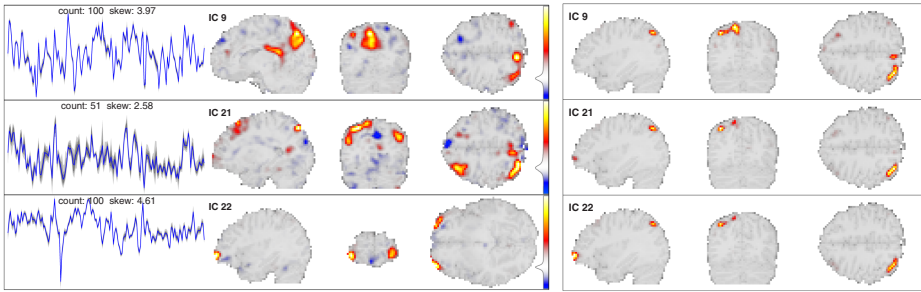 count: 100 skew: 3.97
IC 9
IC 9
count: 51 skew: 2.58
IC 21
IC 21
count: 100 skew: 4.61
IC 22
IC 22